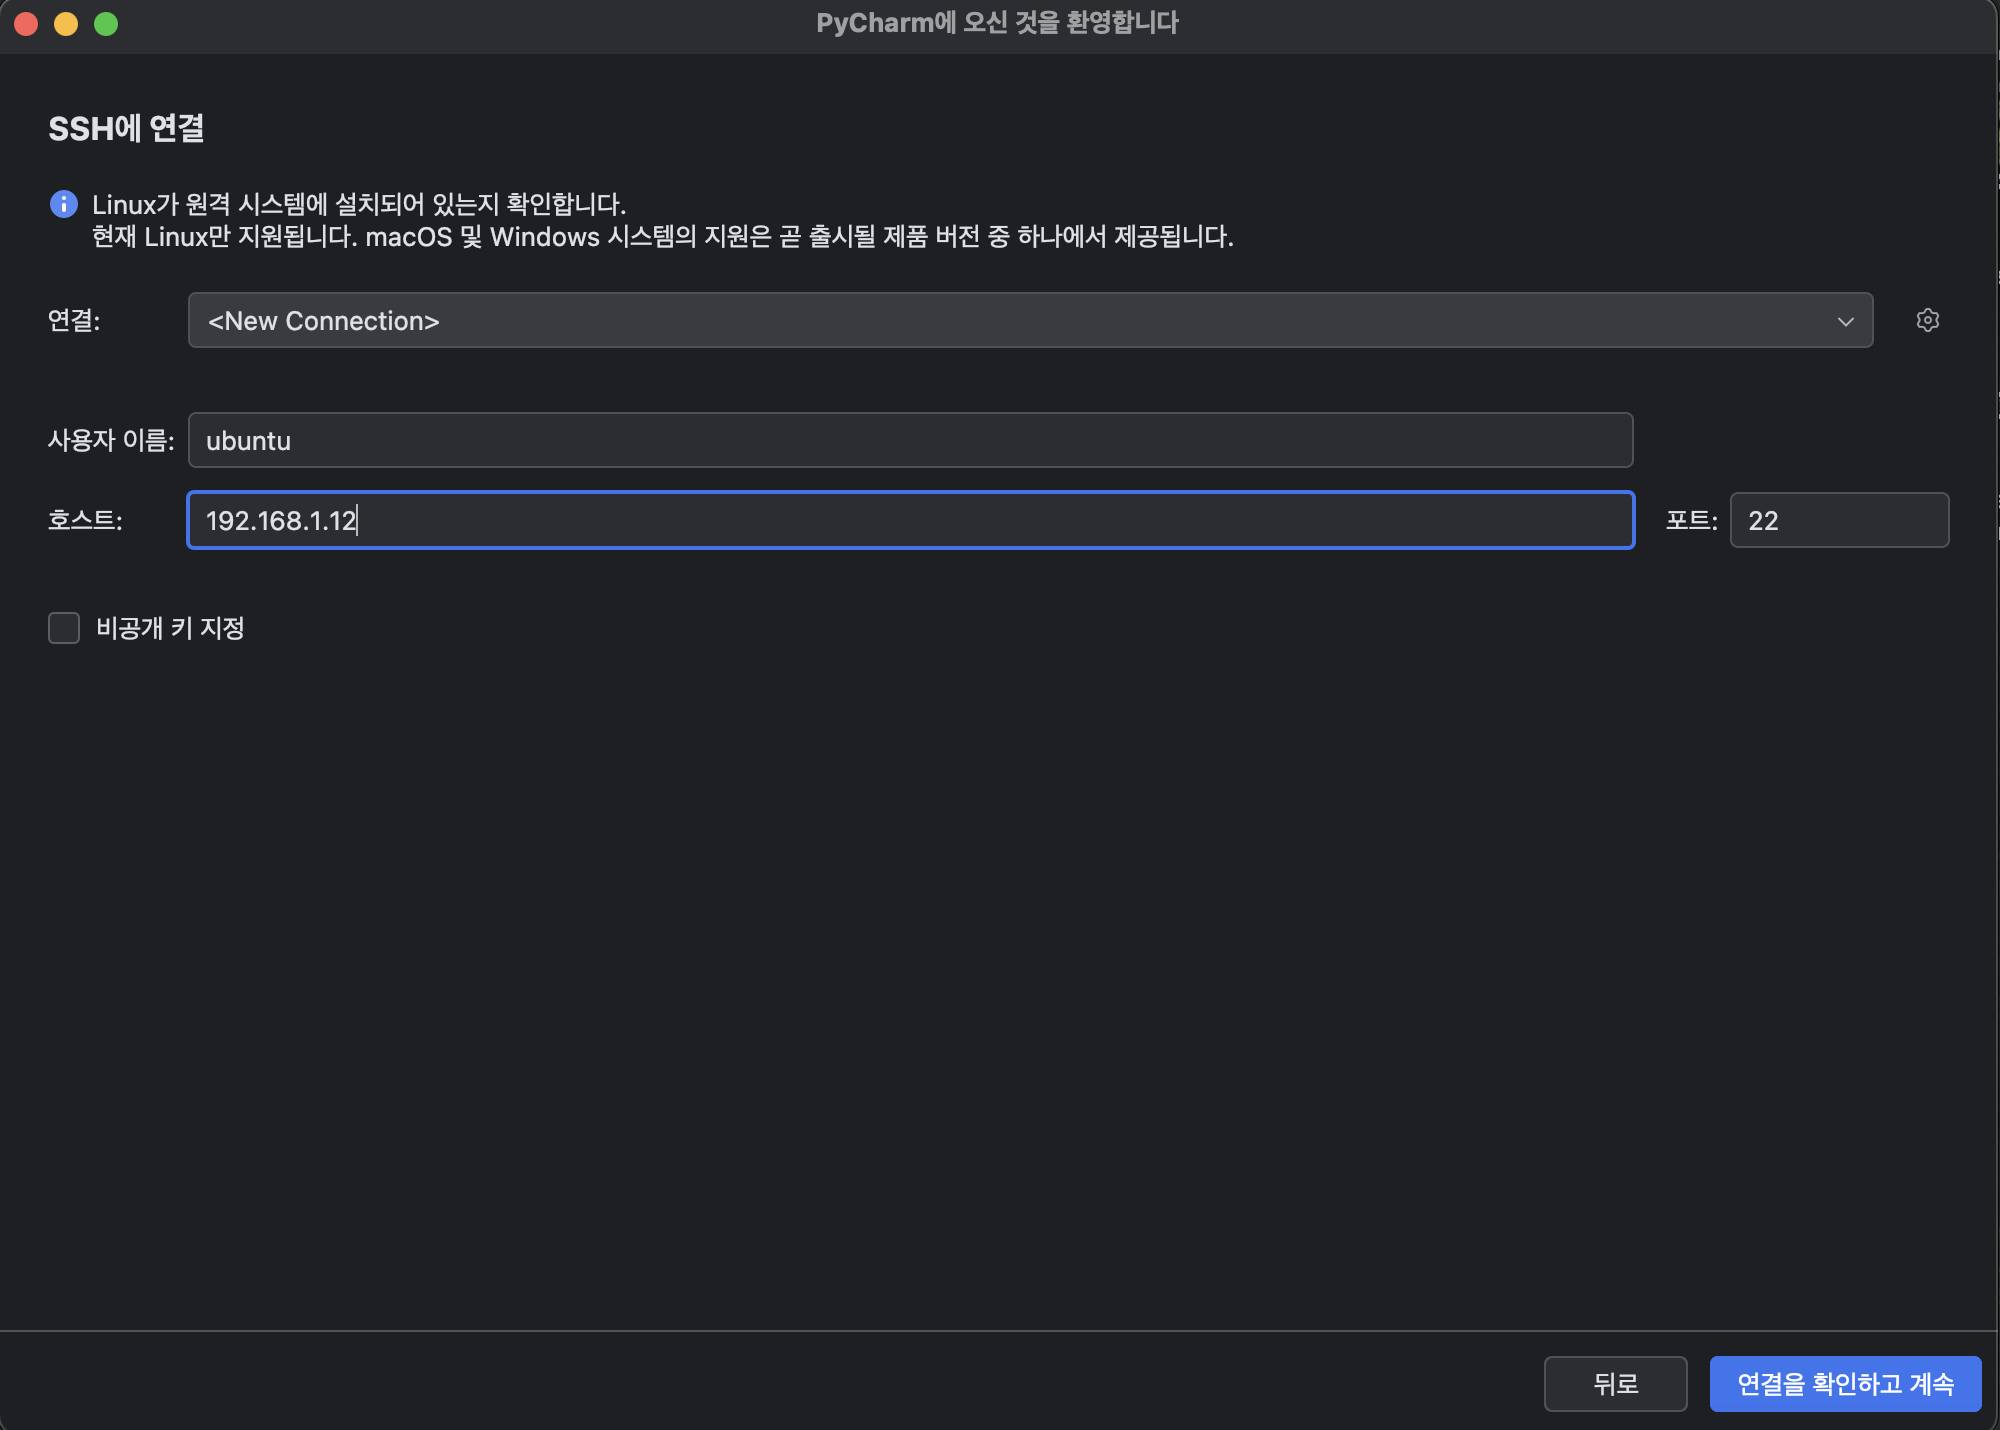 PyCharm에 오신 것을 환영합니다
SSH에 연결
Linux가 원격 시스템에 설치되어 있는지 확인합니다.
현재 Linux만 지원됩니다. macOS 및 Windows 시스템의 지원은 곧 출시될 제품 버전 중 하나에서 제공됩니다.
연결: <New Connection>
사용자 이름: ubuntu
호스트: 192.168.1.12 포트: 22
비공개 키 지정
뒤로 연결을 확인하고 계속